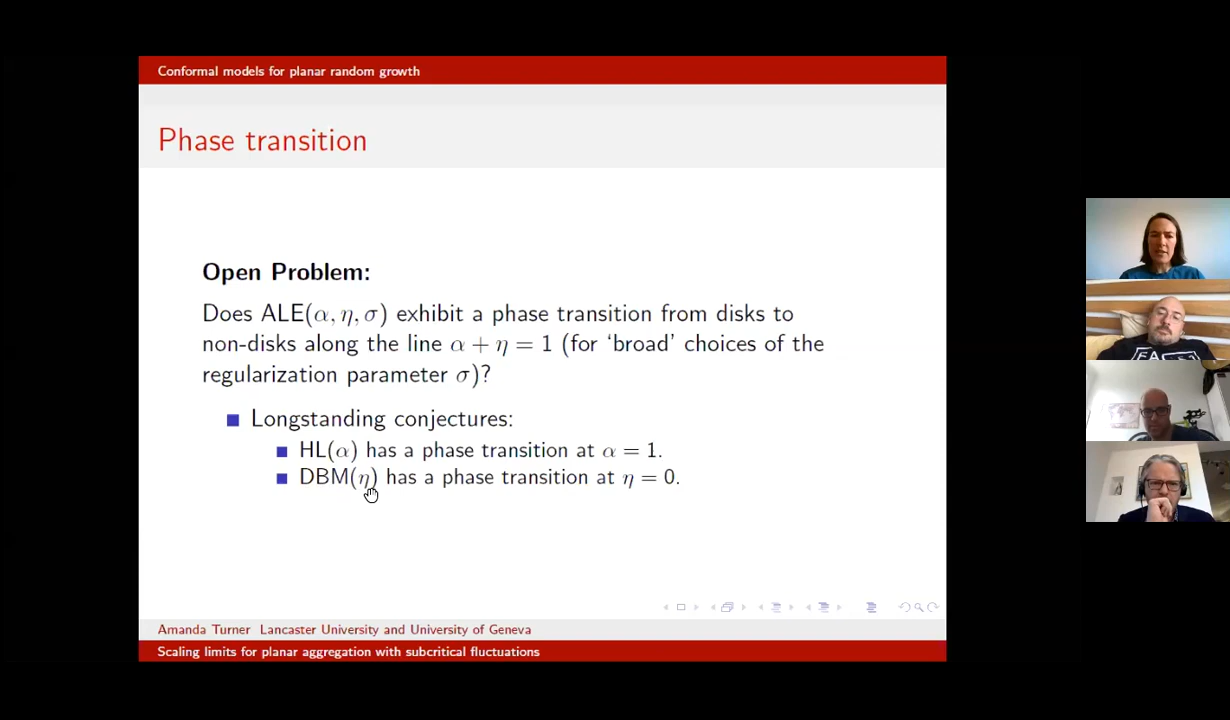 Conformal models for planar random growth
Phase transition
Open Problem:
Does ALE(α, η, σ) exhibit a phase transition from disks to
non-disks along the line α + η = 1 (for ‘broad’ choices of the
regularization parameter σ)?
Longstanding conjectures:
HL(α) has a phase transition at α = 1.
DBM(η) has a phase transition at η = 0.
Amanda Turner Lancaster University and University of Geneva
Scaling limits for planar aggregation with subcritical fluctuations